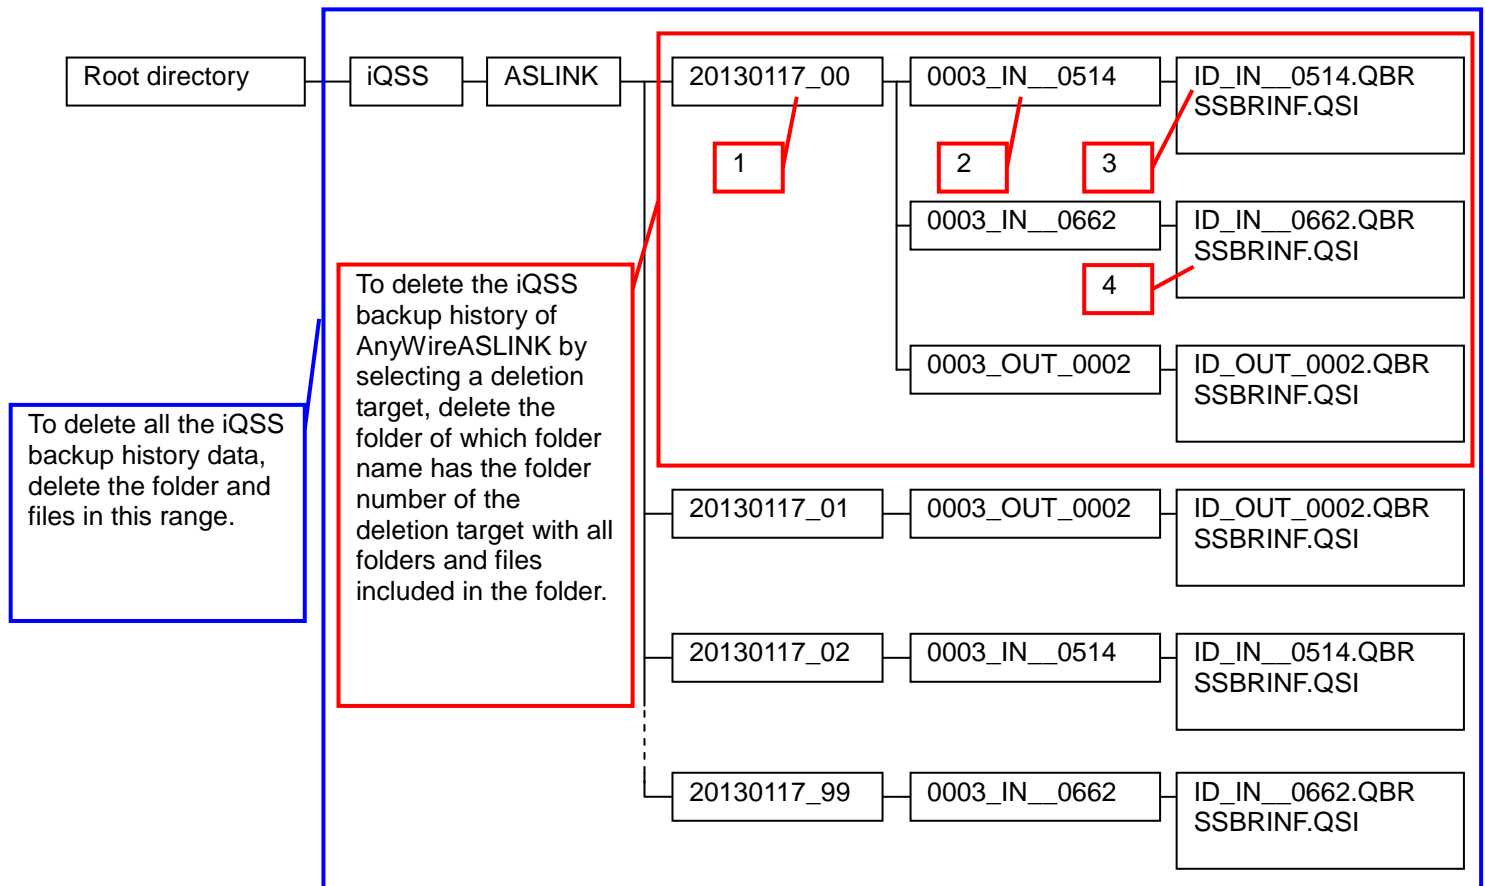 Root directory
iQSS
ASLINK
20130117_00
0003_IN__0514
ID_IN__0514.QBR
SSBRINF.QSI
1
2
3
0003_IN__0662
ID_IN__0662.QBR
SSBRINF.QSI
4
0003_OUT_0002
ID_OUT_0002.QBR
SSBRINF.QSI
To delete the iQSS
backup history of
AnyWireASLINK by
selecting a deletion
target, delete the
folder of which folder
name has the folder
number of the
deletion target with all
folders and files
included in the folder.
To delete all the iQSS
backup history data,
delete the folder and
files in this range.
20130117_01
0003_OUT_0002
ID_OUT_0002.QBR
SSBRINF.QSI
20130117_02
0003_IN__0514
ID_IN__0514.QBR
SSBRINF.QSI
20130117_99
0003_IN__0662
ID_IN__0662.QBR
SSBRINF.QSI